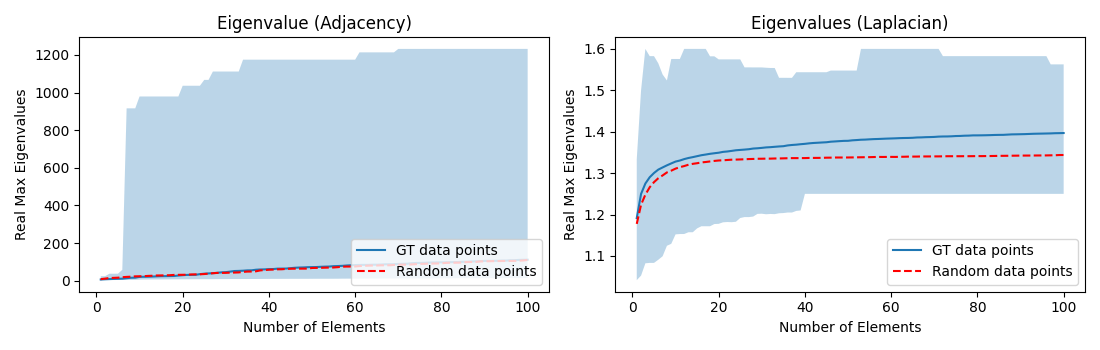 Eigenvalue (Adjacency)
Real Max Eigenvalues
1200
1000
800
600
400
200
0
0 20 40 60 80 100
Number of Elements
GT data points
Random data points
Eigenvalues (Laplacian)
Real Max Eigenvalues
1.6
1.5
1.4
1.3
1.2
1.1
0 20 40 60 80 100
Number of Elements
GT data points
Random data points